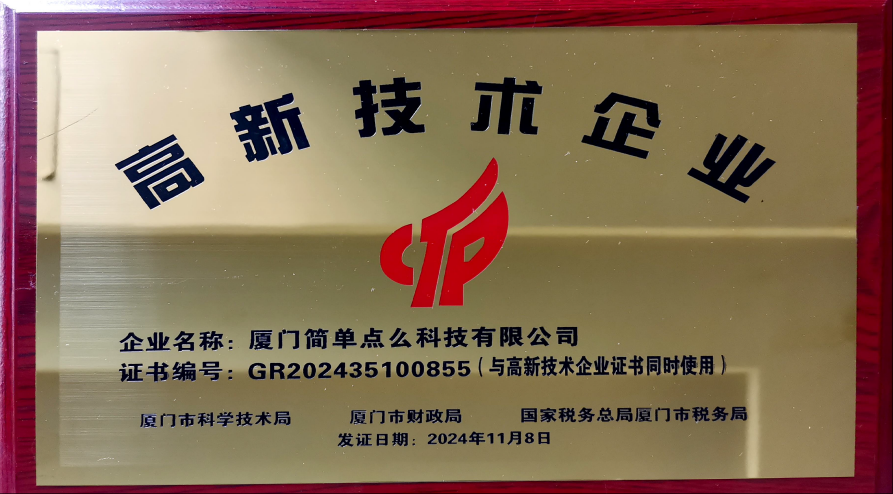 高新技术企业
企业名称：厦门简单点么科技有限公司
证书编号：GR202435100855（与高新技术企业证书同时使用）
厦门市科学技术局 厦门市财政局 国家税务总局厦门市税务局
发证日期：2024年11月8日